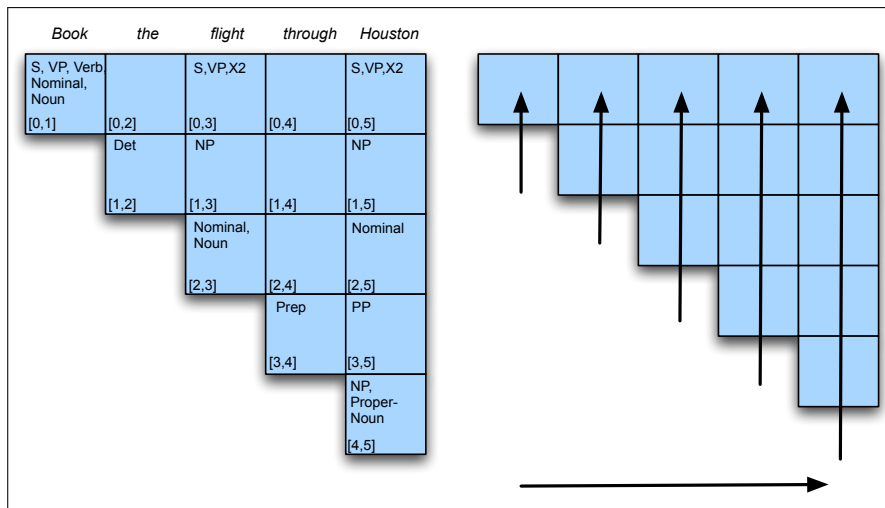 Book the flight through Houston
S, VP, Verb, S,VP,X2 S,VP,X2
Nominal,
Noun
[0,1] [0,2] [0,3] [0,4] [0,5]
Det NP NP
[1,2] [1,3] [1,4] [1,5]
Nominal, Nominal
Noun
[2,3] [2,4] [2,5]
Prep PP
[3,4] [3,5]
NP,
Proper-
Noun
[4,5]